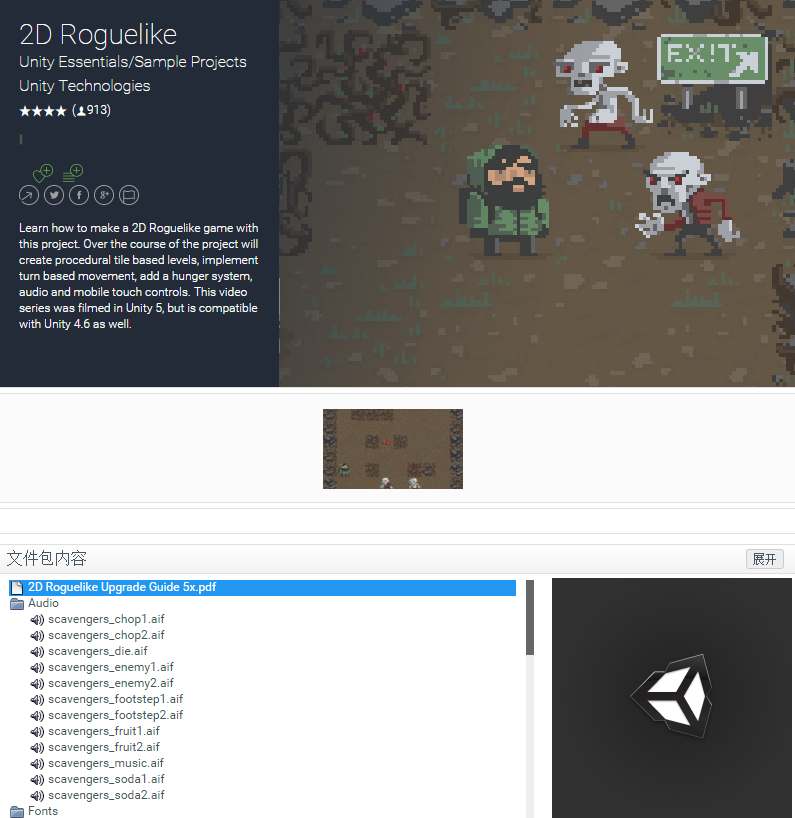 2D Roguelike
Unity Essentials/Sample Projects
Unity Technologies
★★★★ (913)
Learn how to make a 2D Roguelike game with
this project. Over the course of the project will
create procedural tile based levels, implement
turn based movement, add a hunger system,
audio and mobile touch controls. This video
series was filmed in Unity 5, but is compatible
with Unity 4.6 as well.
EXIT
文件包内容
展开
2D Roguelike Upgrade Guide 5x.pdf
Audio
scavengers_chop1.aif
scavengers_chop2.aif
scavengers_die.aif
scavengers_enemy1.aif
scavengers_enemy2.aif
scavengers_footstep1.aif
scavengers_footstep2.aif
scavengers_fruit1.aif
scavengers_fruit2.aif
scavengers_music.aif
scavengers_soda1.aif
scavengers_soda2.aif
Fonts